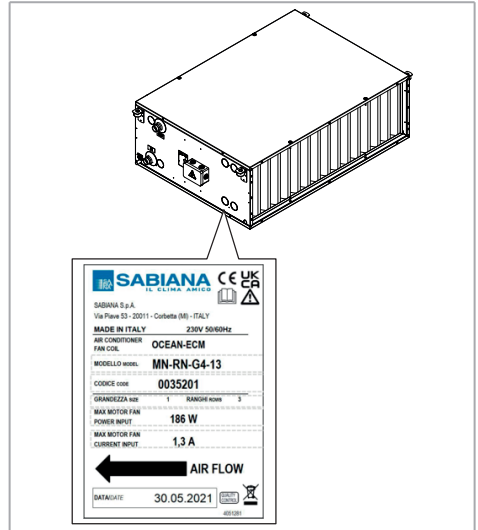 SABIANA
IL CLIMA AMICO
CE UK CA
SABIANA S.p.A.
Via Piave 53 - 20011 - Corbetta (MI) - ITALY
MADE IN ITALY 230V 50/60Hz
AIR CONDITIONER
FAN COIL OCEAN-ECM
MODELLO MODEL MN-RN-G4-13
CODICE CODE 0035201
GRANDEZZA SIZE 1 RANGHI ROWS 3
MAX MOTOR FAN
POWER INPUT 186 W
MAX MOTOR FAN
CURRENT INPUT 1,3 A
AIR FLOW
DATA/DATE 30.05.2021 QUALITY
CONTROL
4051281